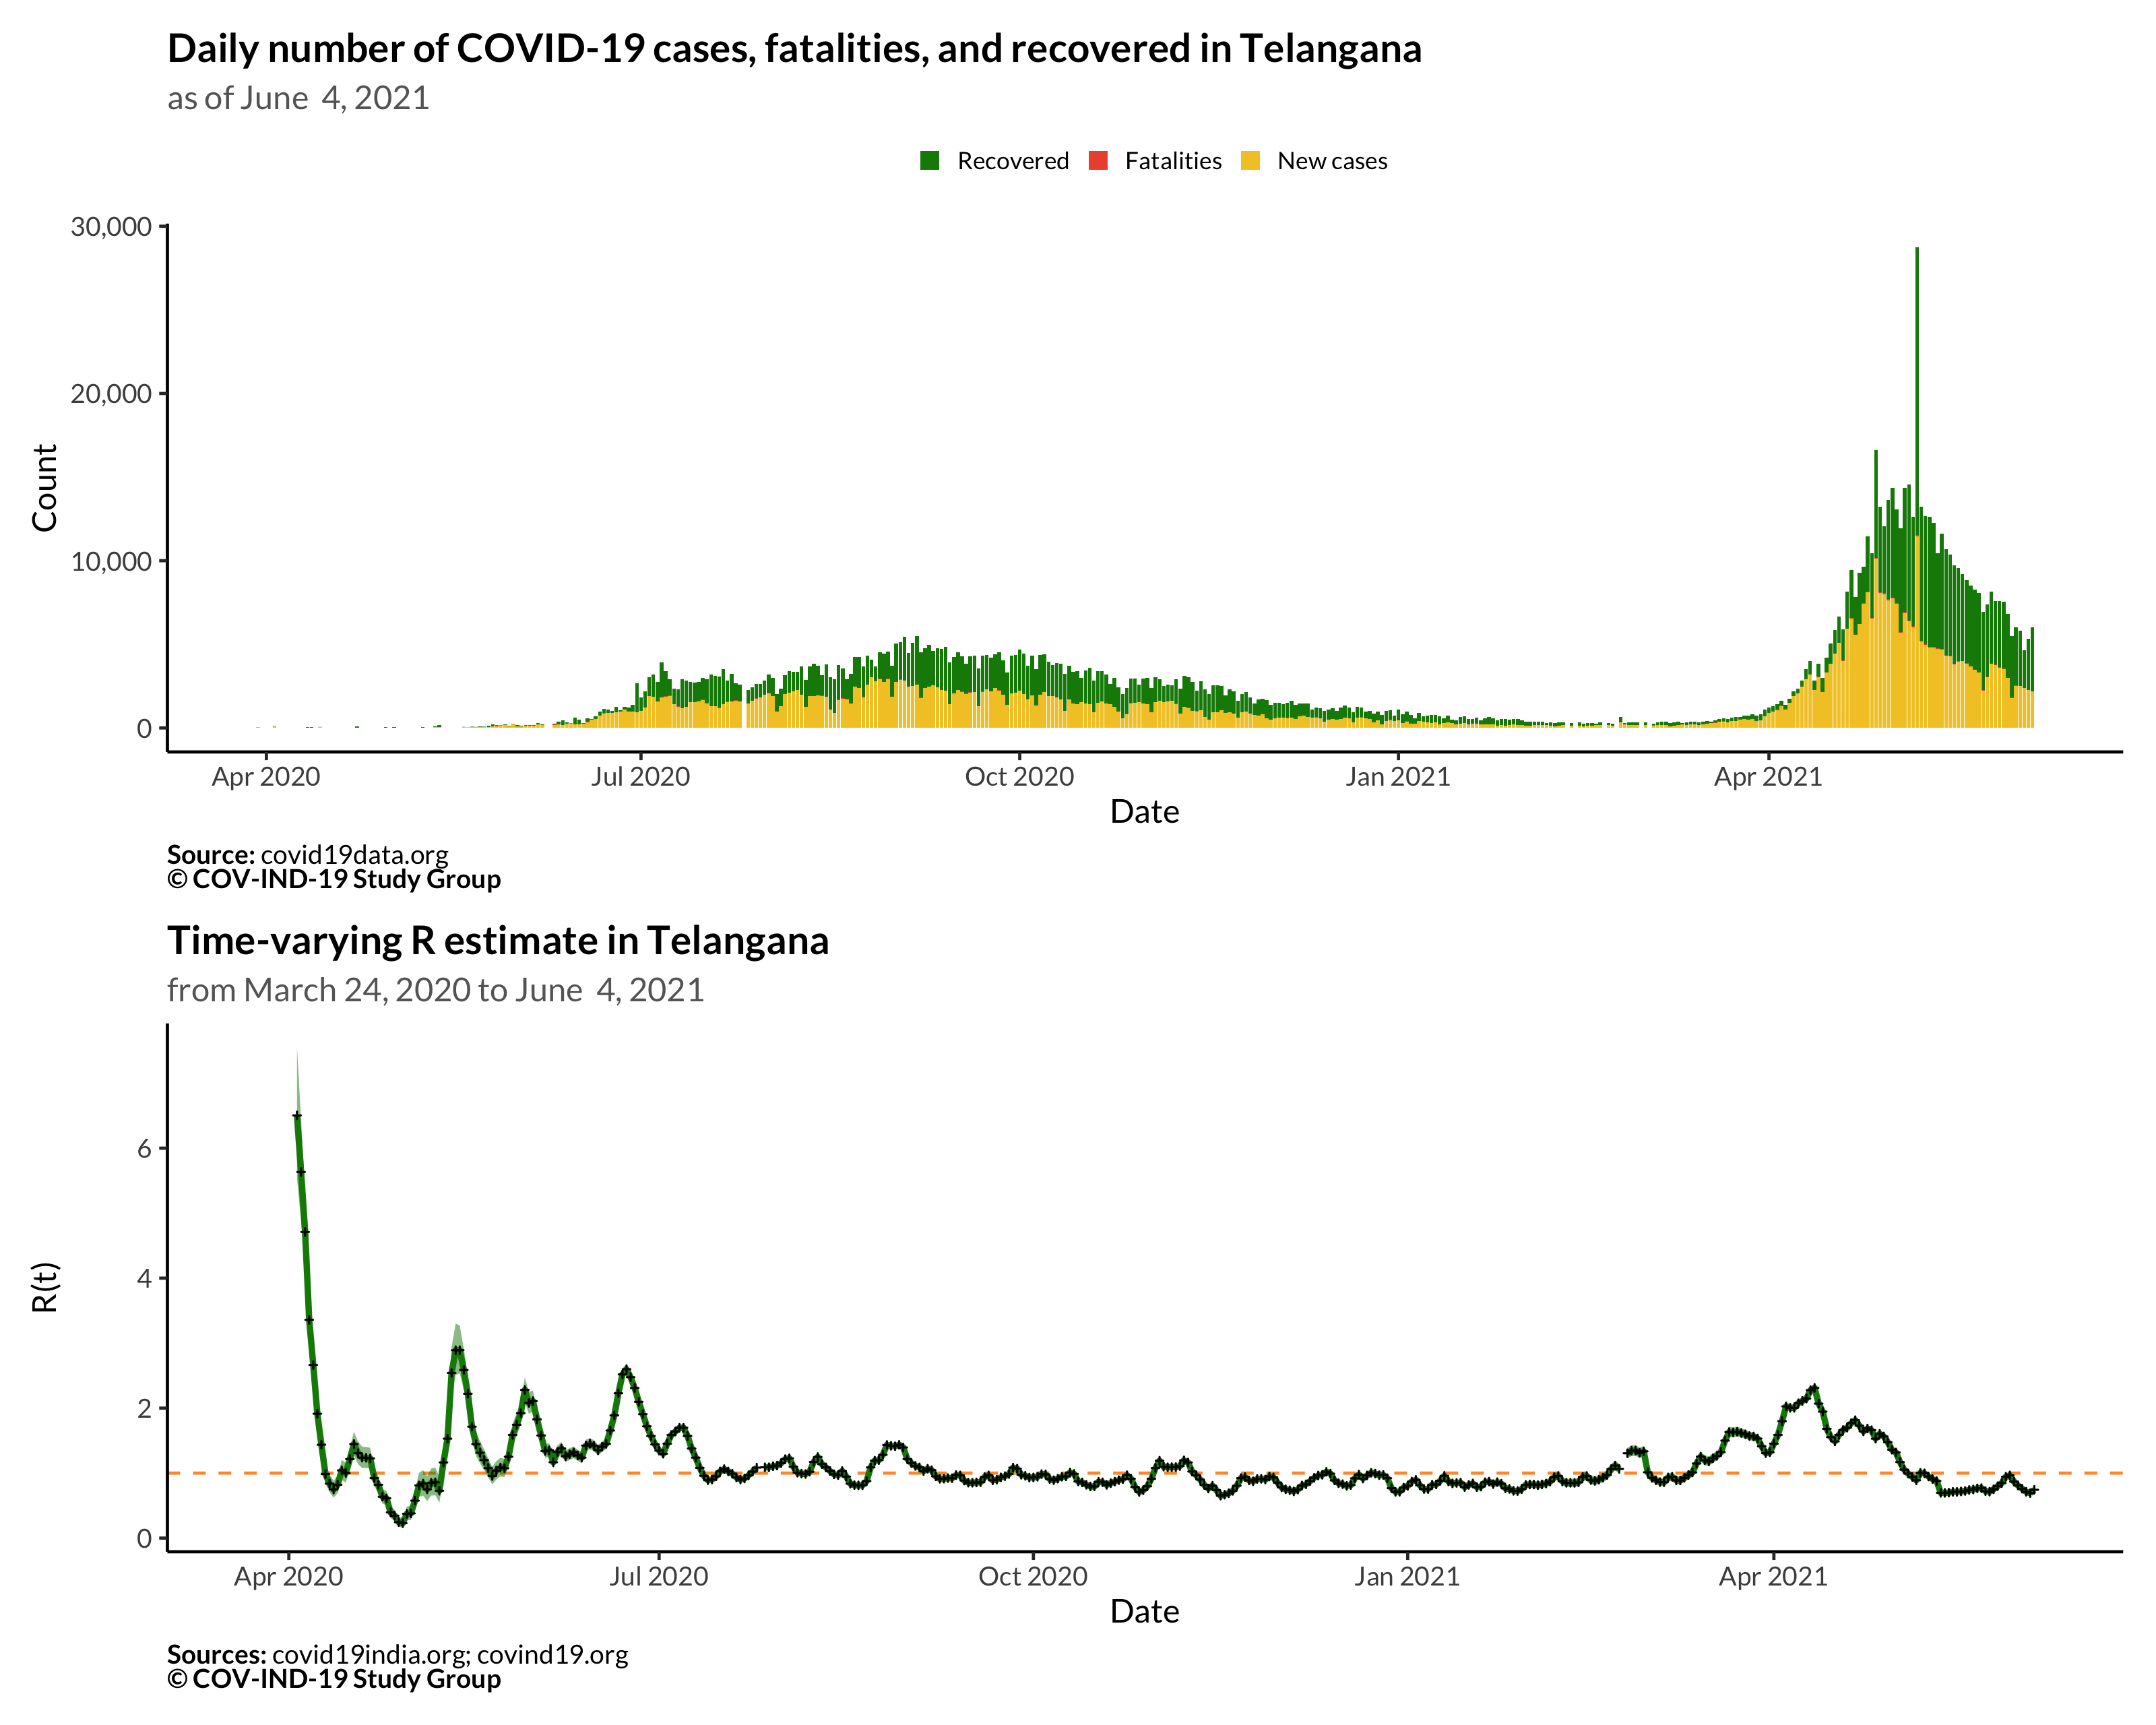 Daily number of COVID-19 cases, fatalities, and recovered in Telangana
as of June 4, 2021
Recovered Fatalities New cases
30,000
20,000
10,000
0
Count
Apr 2020 Jul 2020 Oct 2020 Jan 2021 Apr 2021
Date
Source: covid19data.org
© COV-IND-19 Study Group
Time-varying R estimate in Telangana
from March 24, 2020 to June 4, 2021
6
4
2
0
R(t)
Apr 2020 Jul 2020 Oct 2020 Jan 2021 Apr 2021
Date
Sources: covid19india.org; covind19.org
© COV-IND-19 Study Group